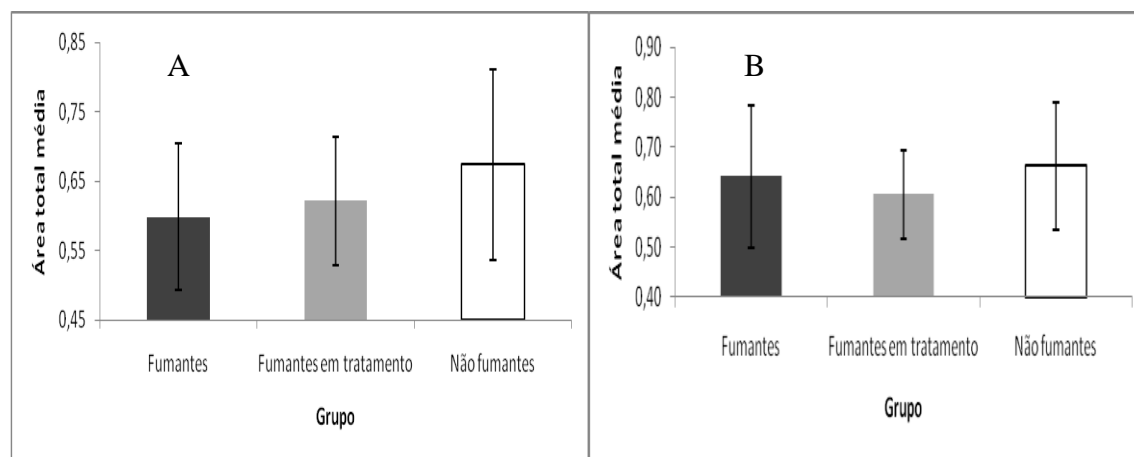 A
Área total média
0,85
0,75
0,65
0,55
0,45
Fumantes
Fumantes em tratamento
Não fumantes
Grupo
B
Área total média
0,90
0,80
0,70
0,60
0,50
0,40
Fumantes
Fumantes em tratamento
Não fumantes
Grupo